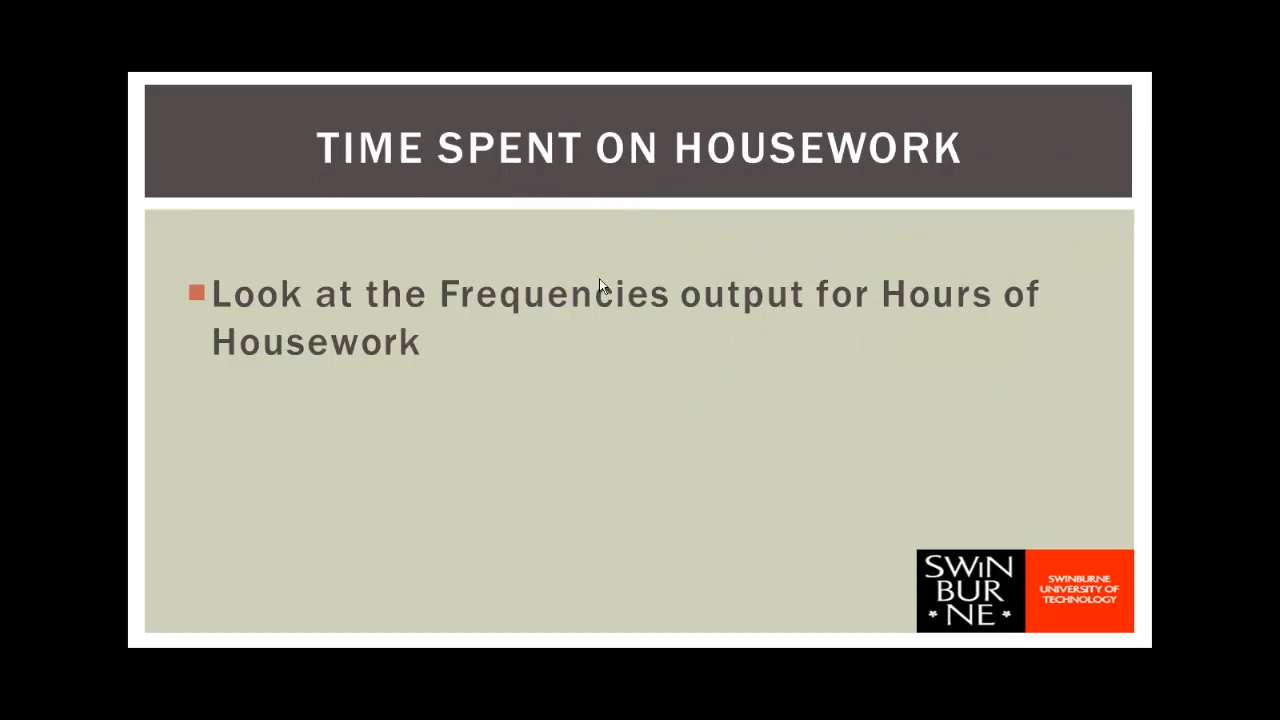 TIME SPENT ON HOUSEWORK
Look at the Frequencies output for Hours of
Housework
SWiN
BUR
NE
SWINBURNE
UNIVERSITY OF
TECHNOLOGY